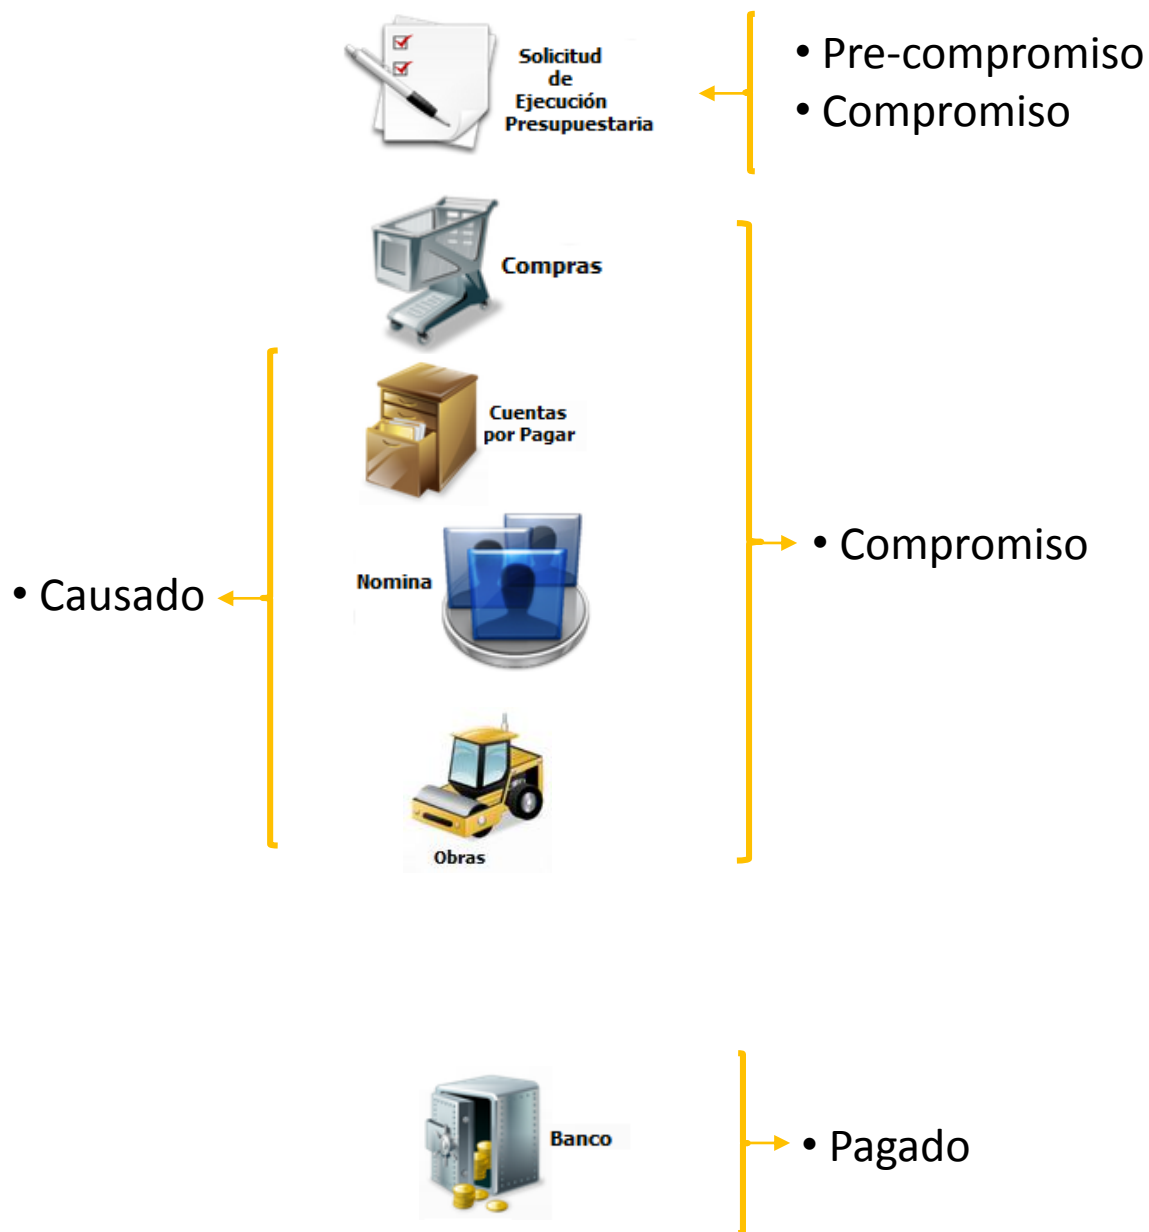 Solicitud
de
Ejecución
Presupuestaria
• Pre-compromiso
• Compromiso
Compras
Cuentas
por Pagar
• Compromiso
Nomina
• Causado
Obras
Banco
• Pagado